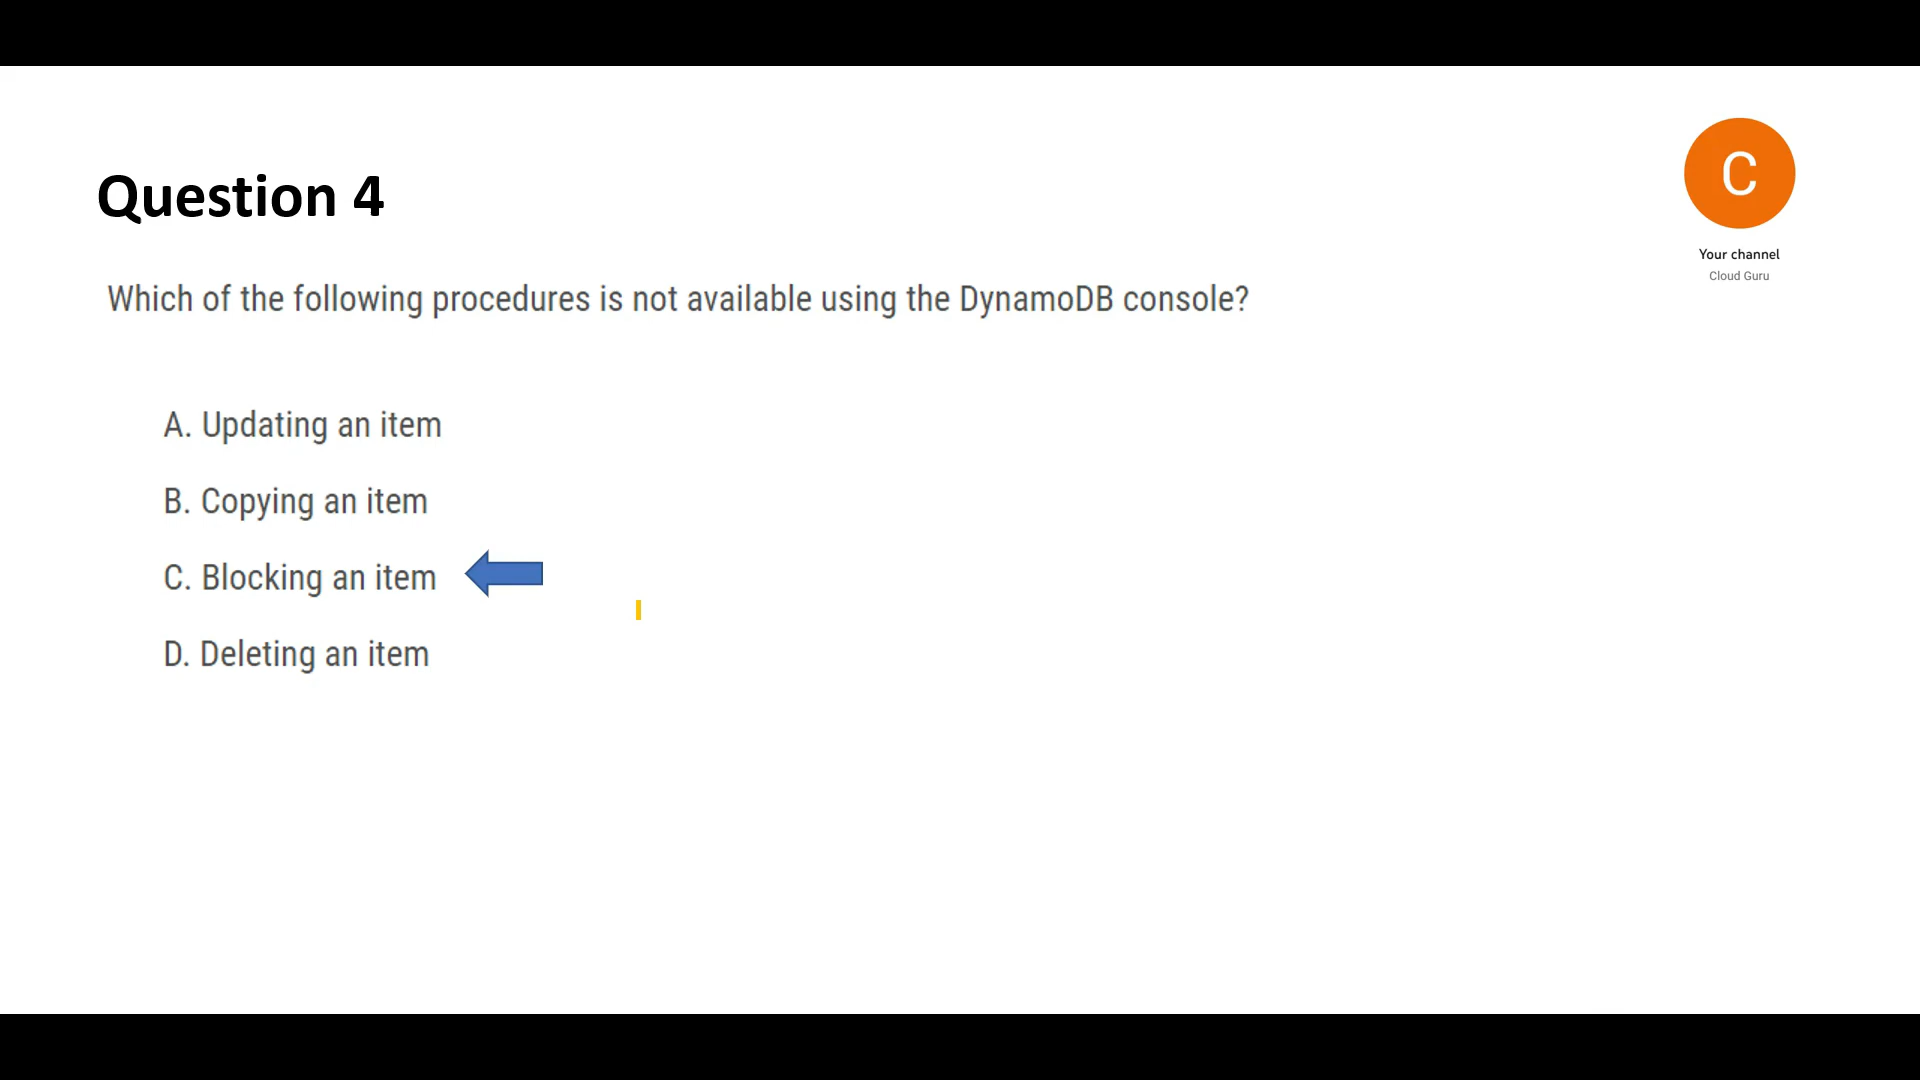 C
Your channel
Cloud Guru
Question 4
Which of the following procedures is not available using the DynamoDB console?
A. Updating an item
B. Copying an item
C. Blocking an item
D. Deleting an item